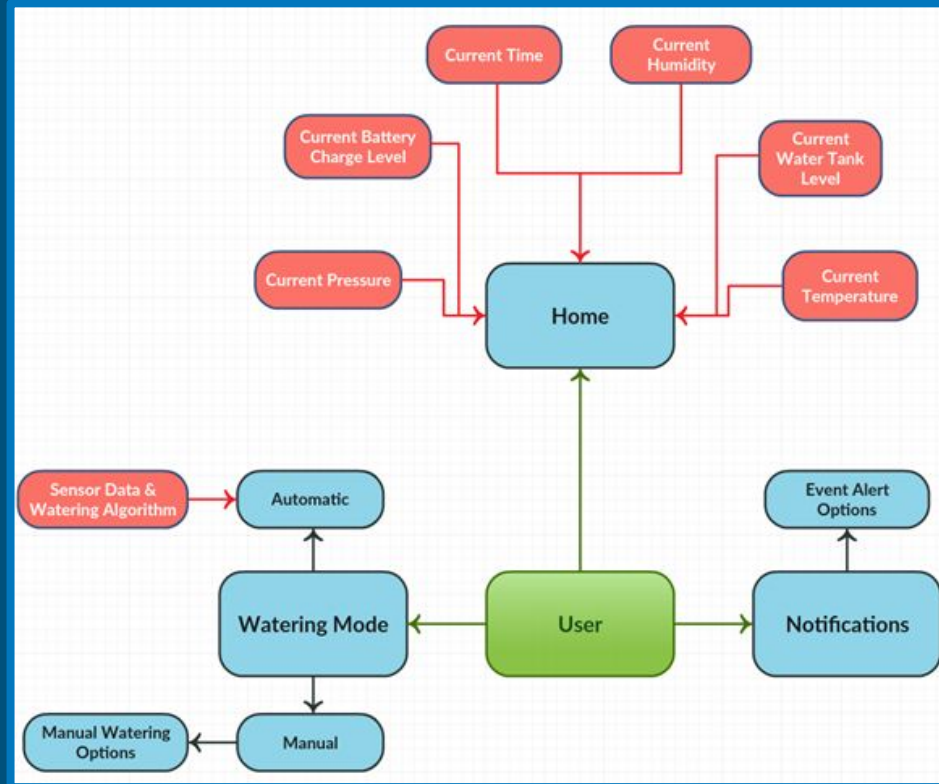 Current Time
Current
Humidity
Current Battery
Charge Level
Current
Water Tank
Level
Current Pressure
Current
Temperature
Home
Sensor Data &
Watering Algorithm
Automatic
Event Alert
Options
Watering Mode
User
Notifications
Manual Watering
Options
Manual